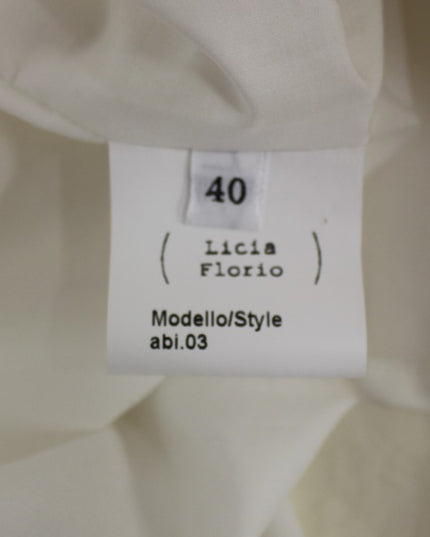 40
( Licia
Florio )
Modello/Style
abi.03